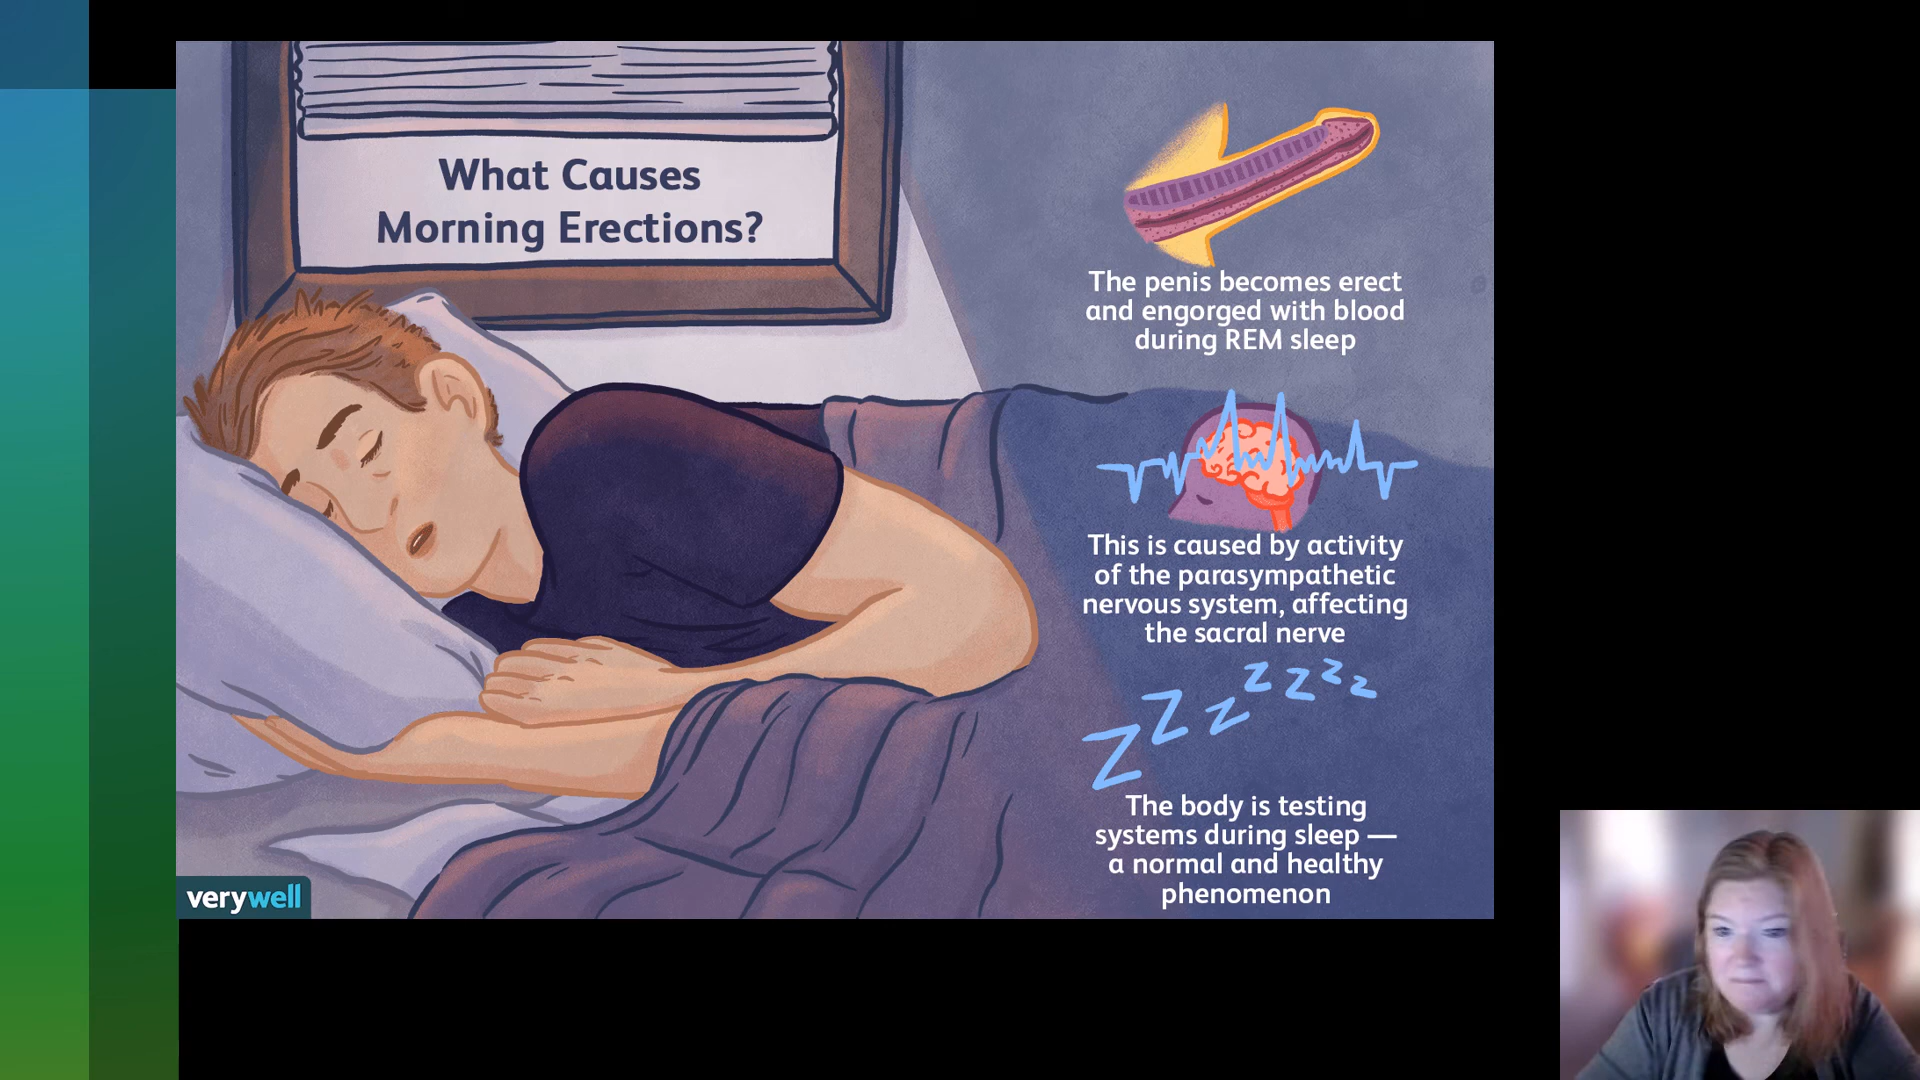 What Causes
Morning Erections?
The penis becomes erect
and engorged with blood
during REM sleep
This is caused by activity
of the parasympathetic
nervous system, affecting
the sacral nerve
z z z z z z z
The body is testing
systems during sleep —
a normal and healthy
phenomenon
verywell